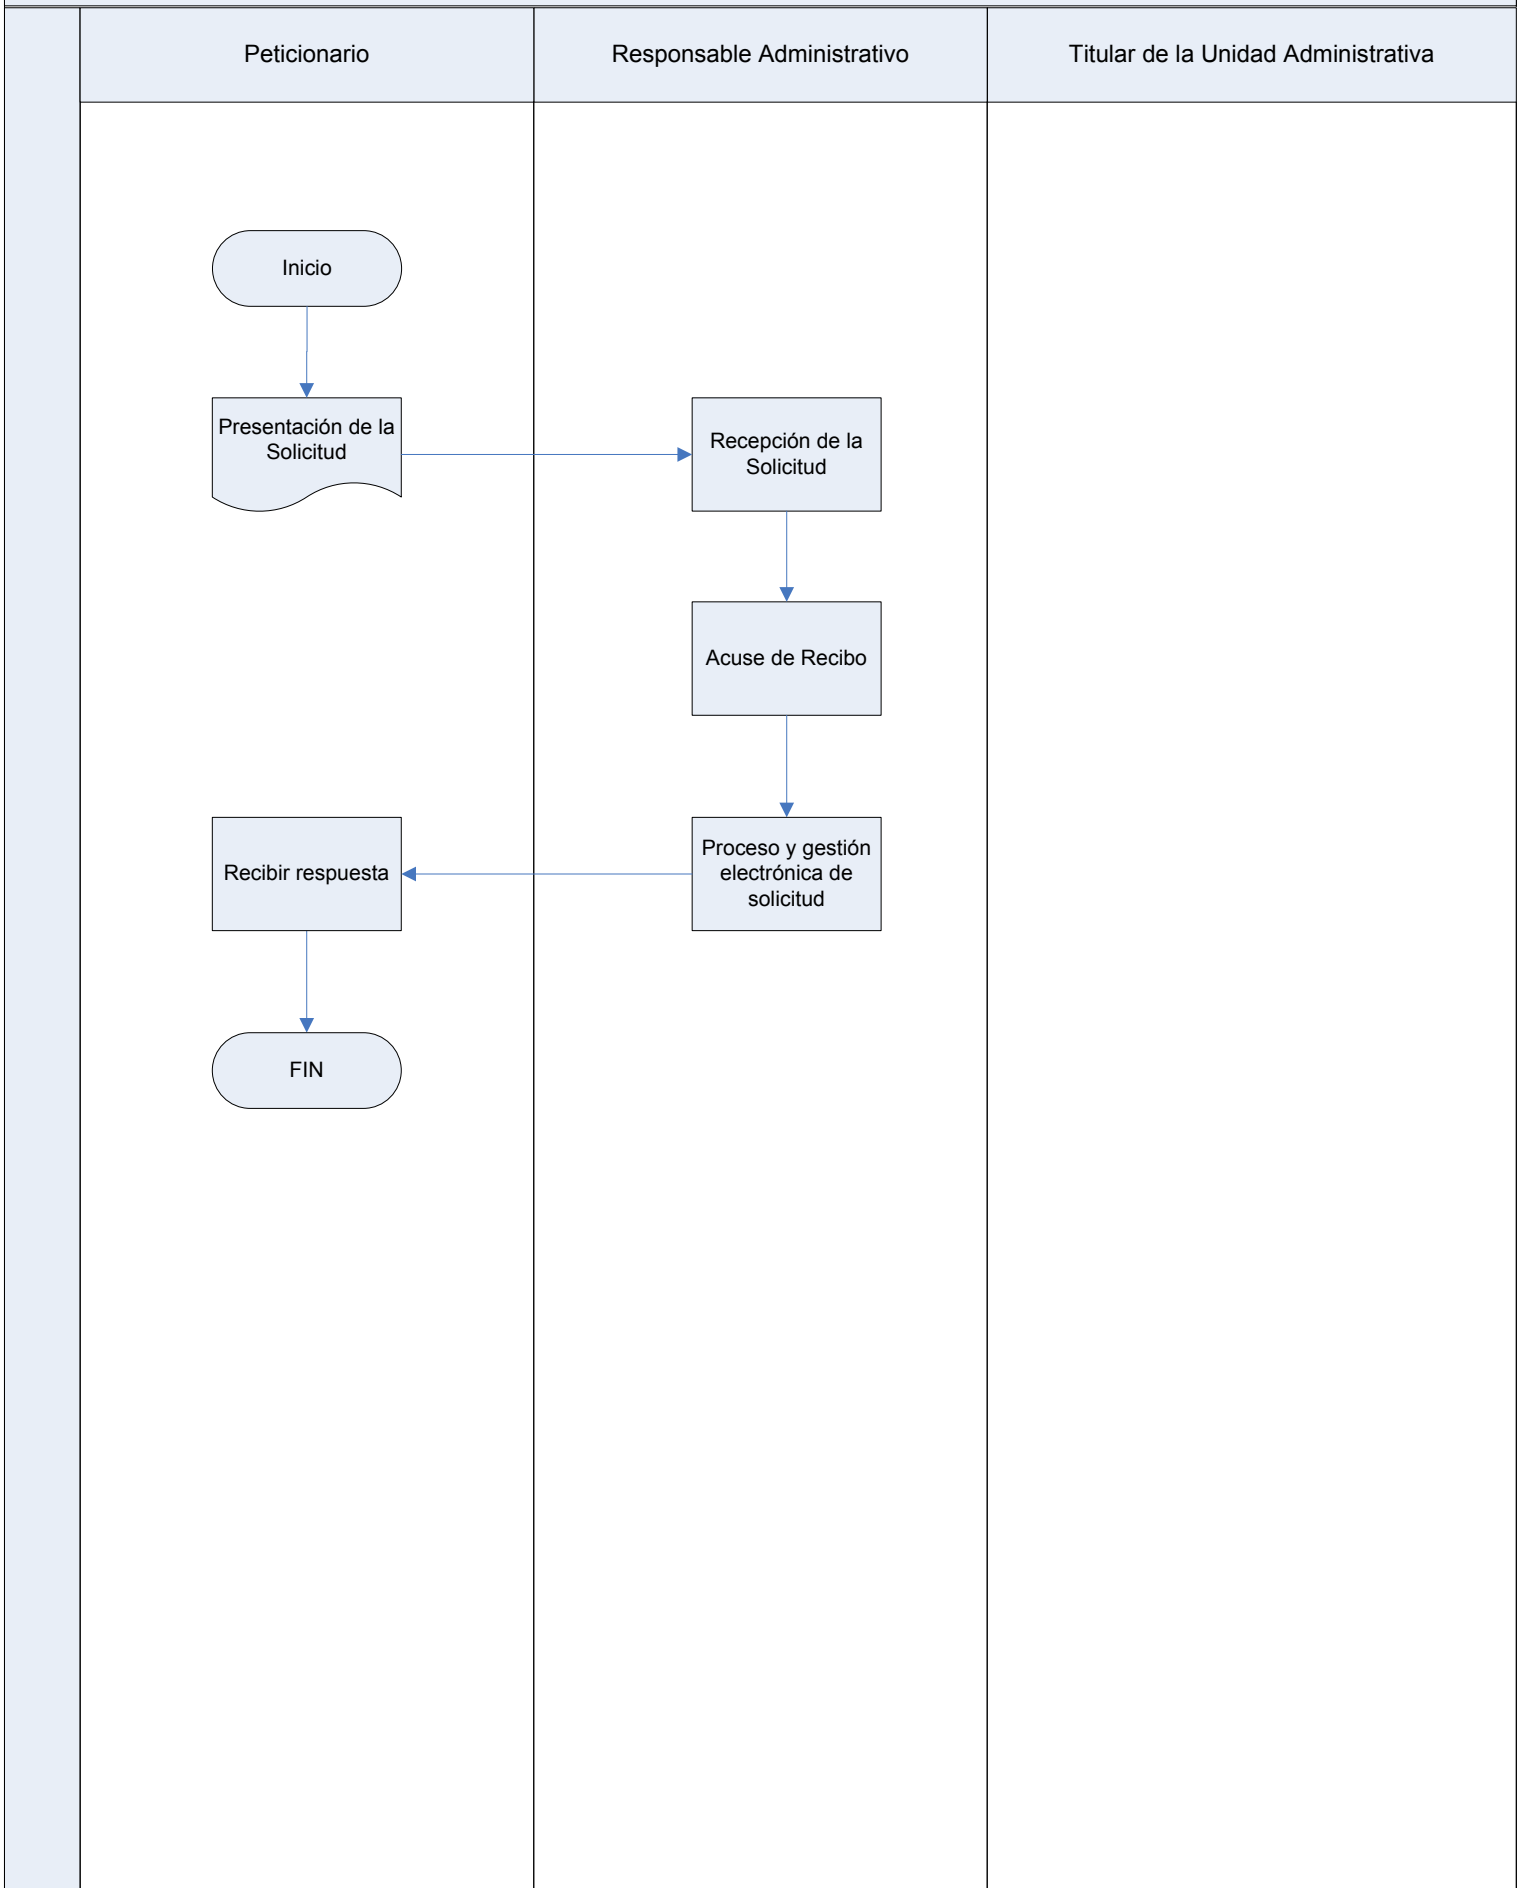 Peticionario
Responsable Administrativo
Titular de la Unidad Administrativa
Inicio
Presentación de la
Solicitud
Recepción de la
Solicitud
Acuse de Recibo
Proceso y gestión
electrónica de
solicitud
Recibir respuesta
FIN